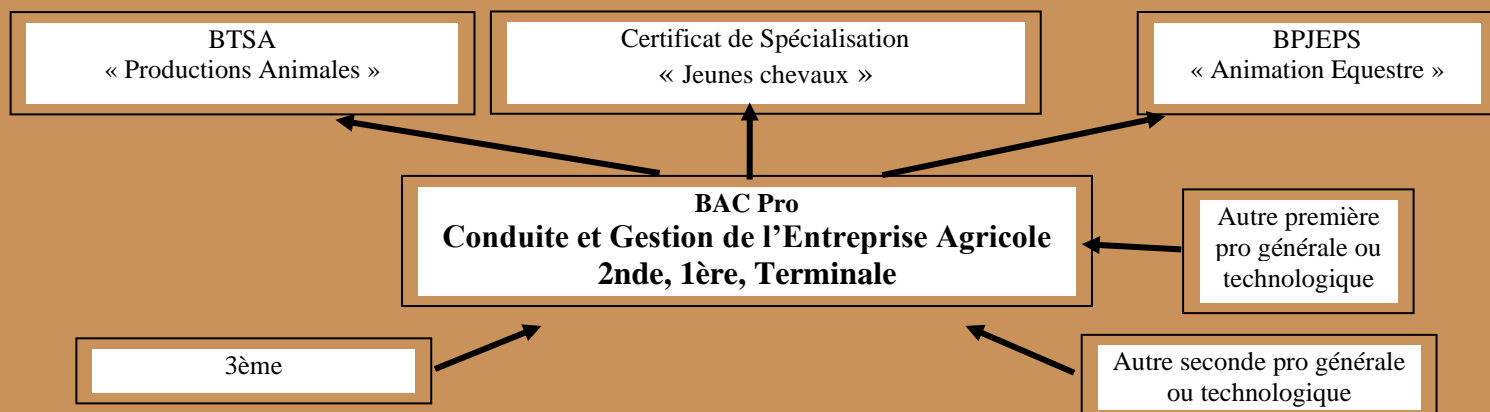 BTSA
« Productions Animales »
Certificat de Spécialisation
« Jeunes chevaux »
BPJEPS
« Animation Equestre »
BAC Pro
Conduite et Gestion de l’Entreprise Agricole
2nde, 1ère, Terminale
Autre première
pro générale ou
technologique
3ème
Autre seconde pro générale
ou technologique